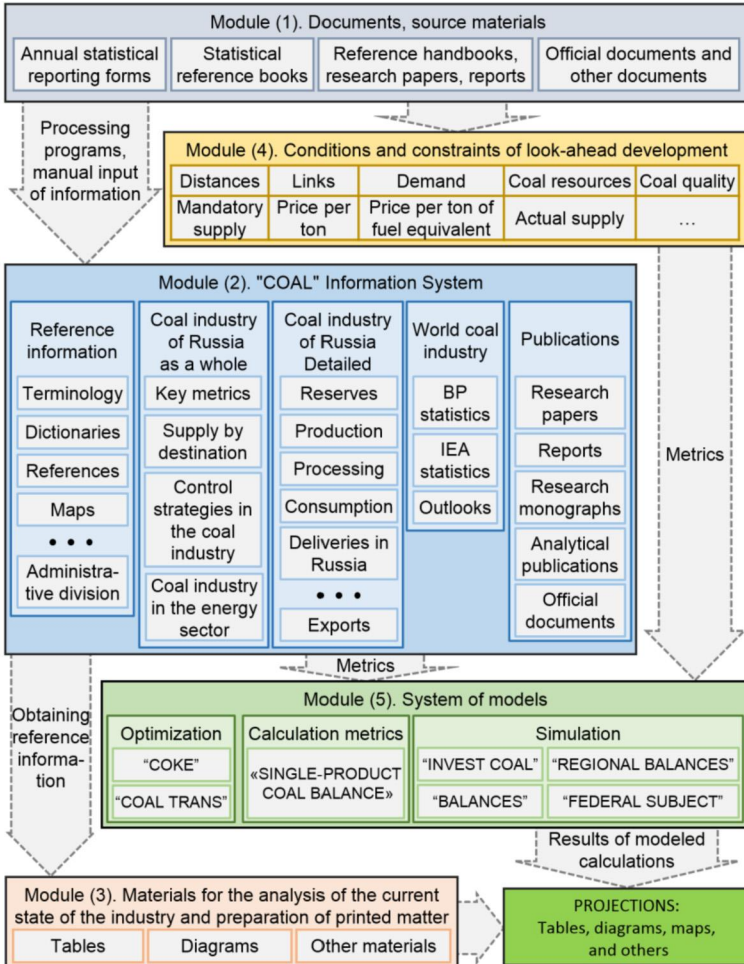 Module (1). Documents, source materials
Annual statistical
reporting forms
Statistical
reference books
Reference handbooks,
research papers, reports
Official documents and
other documents
Processing
programs,
manual input
of information
Module (4). Conditions and constraints of look-ahead development
Distances
Links
Demand
Coal resources
Coal quality
Mandatory
supply
Price per
ton
Price per ton of
fuel equivalent
Actual supply
...
Module (2). "COAL" Information System
Reference
information
Terminology
Dictionaries
References
Maps
• • •
Administra-
tive division
Coal industry
of Russia
as a whole
Key metrics
Supply by
destination
Control
strategies in
the coal
industry
Coal industry
in the energy
sector
Coal industry
of Russia
Detailed
Reserves
Production
Processing
Consumption
Deliveries in
Russia
• • •
Exports
World coal
industry
BP
statistics
IEA
statistics
Outlooks
Publications
Research
papers
Reports
Research
monographs
Analytical
publications
Official
documents
Metrics
Metrics
Obtaining
reference
informa-
tion
Module (5). System of models
Optimization
“COKE”
“COAL TRANS”
Calculation metrics
«SINGLE-PRODUCT
COAL BALANCE»
Simulation
“INVEST COAL”
“REGIONAL BALANCES”
“BALANCES”
“FEDERAL SUBJECT”
Results of modeled
calculations
Module (3). Materials for the analysis of the current
state of the industry and preparation of printed matter
Tables
Diagrams
Other materials
PROJECTIONS:
Tables, diagrams, maps,
and others